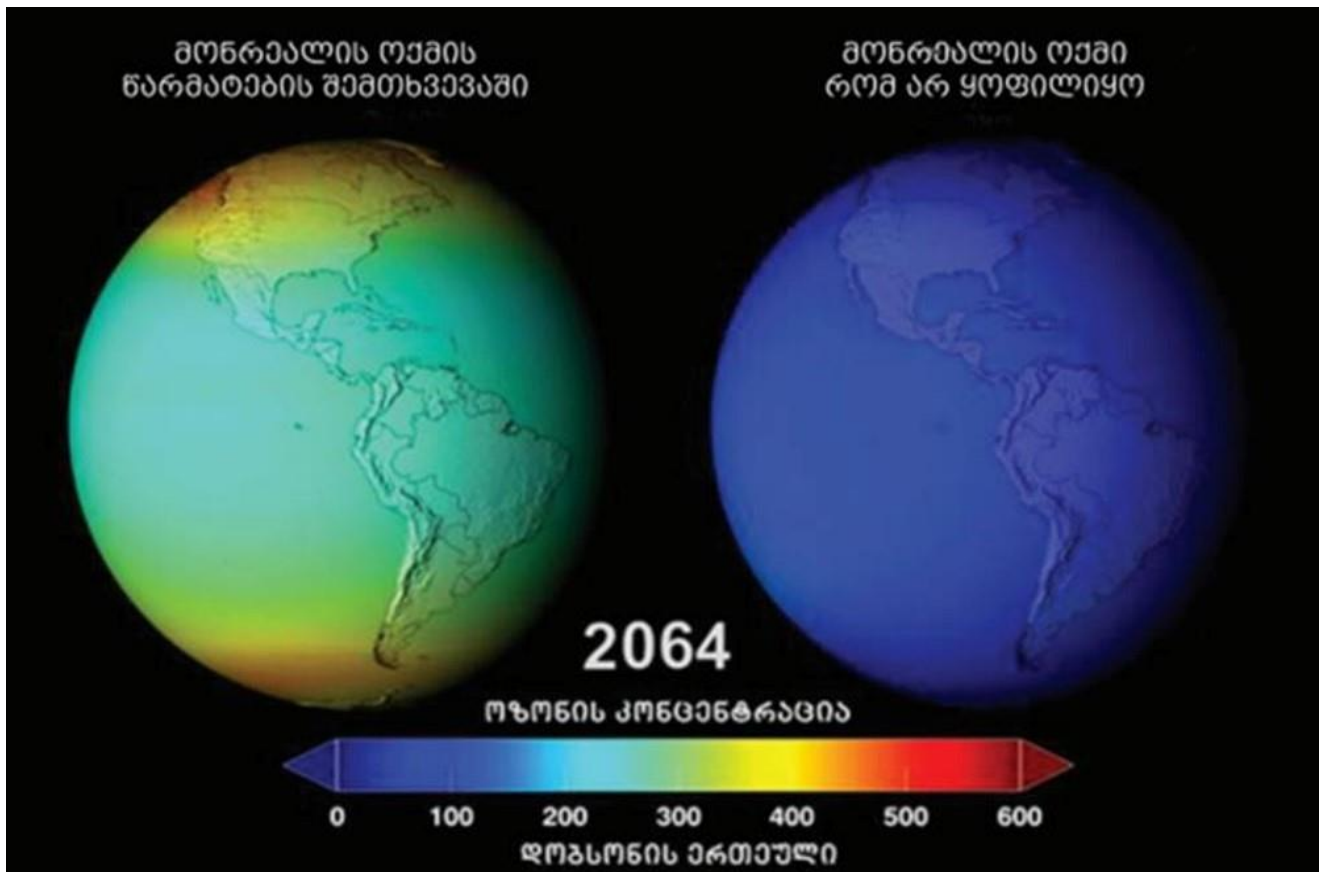 მონრეალის ოქმის
წარმატების შემთხვევაში
მონრეალის ოქმი
რომ არ ყოფილიყო
2064
ოზონის კონცენტრაცია
0 100 200 300 400 500 600
დობსონის ერთეული